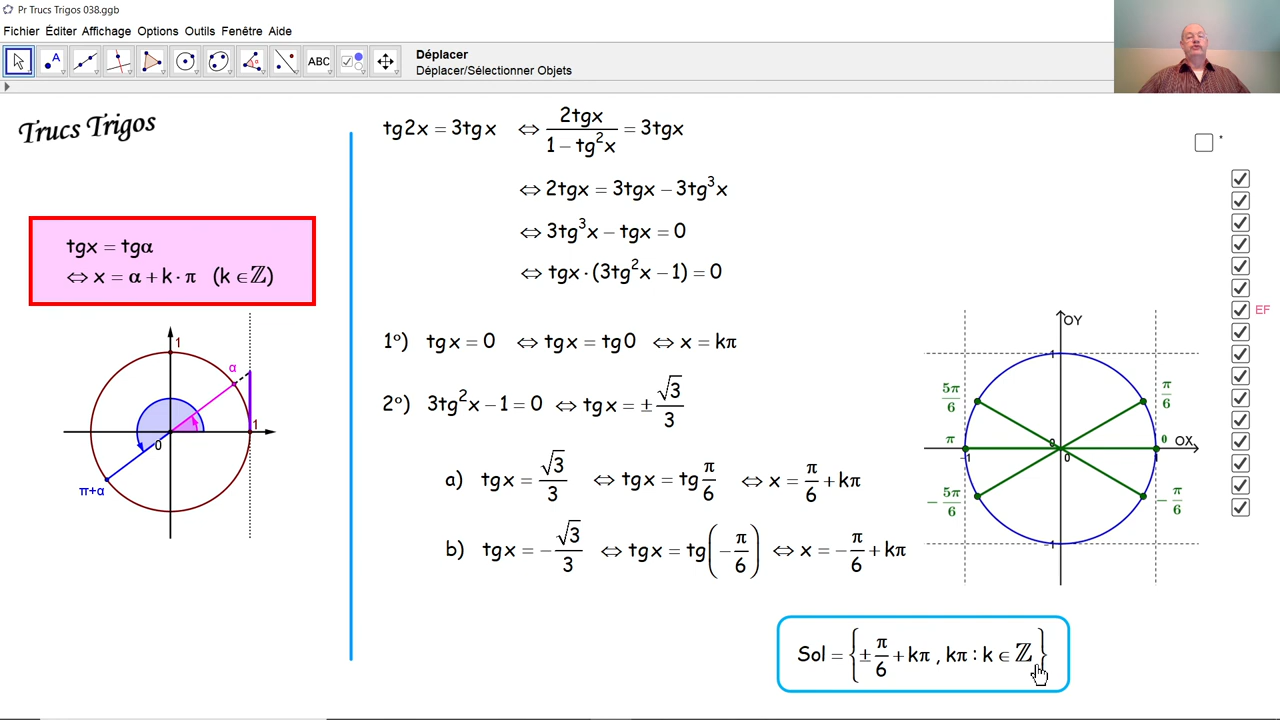 Pr Trucs Trigos 038.ggb
Fichier Éditer Affichage Options Outils Fenêtre Aide
A ABC
Déplacer
Déplacer/Sélectionner Objets
Trucs Trigos
tgx = tgα
⇔ x = α + k · π (k ∈ ℤ)
1
α
1
0
π+α
tg2x = 3tgx ⇔ 2tgx / (1 − tg²x) = 3tgx
⇔ 2tgx = 3tgx − 3tg³x
⇔ 3tg³x − tgx = 0
⇔ tgx · (3tg²x − 1) = 0
1°) tgx = 0 ⇔ tgx = tg0 ⇔ x = kπ
2°) 3tg²x − 1 = 0 ⇔ tgx = ± √3/3
a) tgx = √3/3 ⇔ tgx = tg π/6 ⇔ x = π/6 + kπ
b) tgx = − √3/3 ⇔ tgx = tg(− π/6) ⇔ x = − π/6 + kπ
Sol = {± π/6 + kπ , kπ : k ∈ ℤ}
*
EF
OY
1
5π/6 π/6
π 0 0 OX
−1 0 1
− 5π/6 − π/6
−1